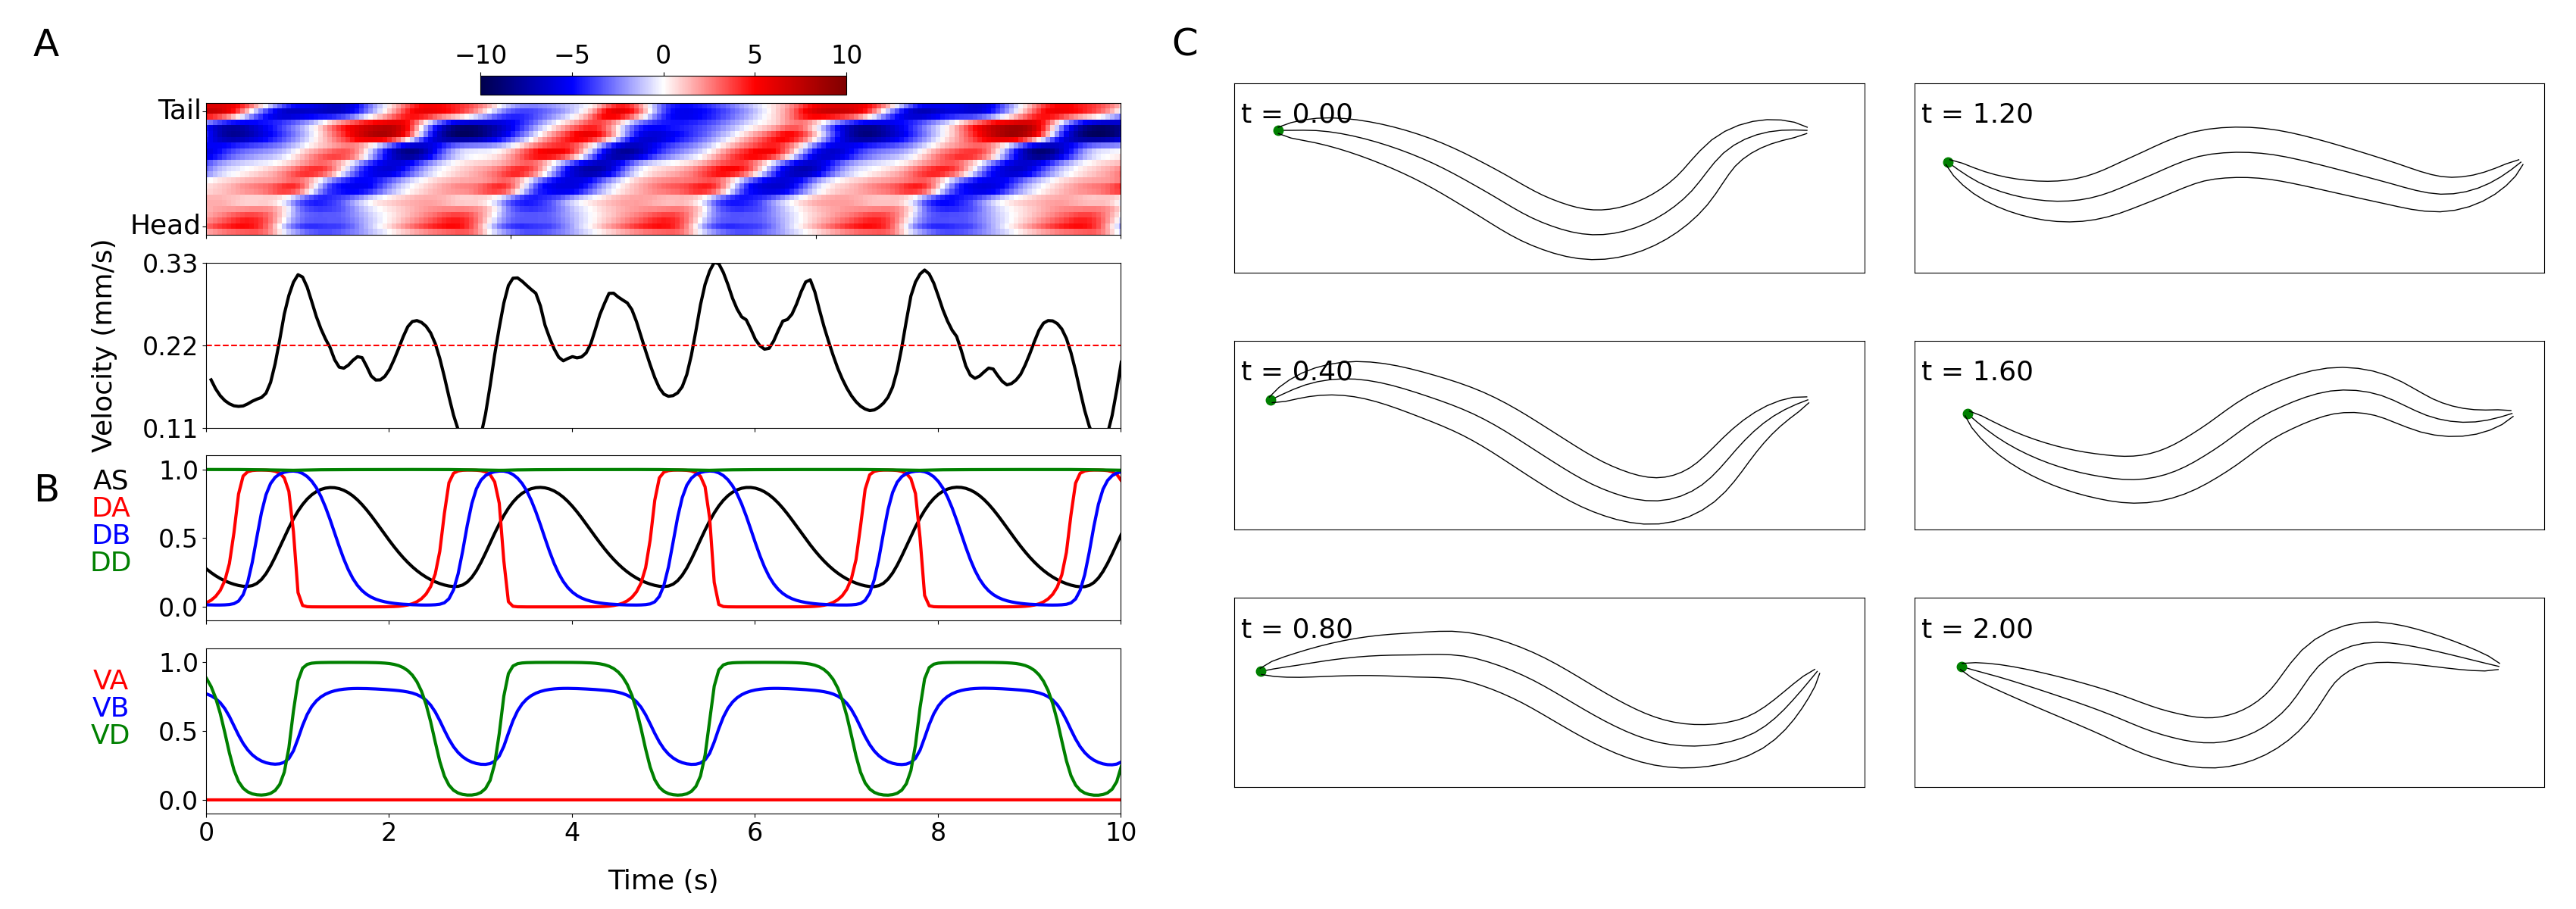 A
−10 −5 0 5 10
Tail
Head
Velocity (mm/s)
0.33
0.22
0.11
B
AS
DA
DB
DD
1.0
0.5
0.0
VA
VB
VD
1.0
0.5
0.0
0 2 4 6 8 10
Time (s)
C
t = 0.00
t = 1.20
t = 0.40
t = 1.60
t = 0.80
t = 2.00